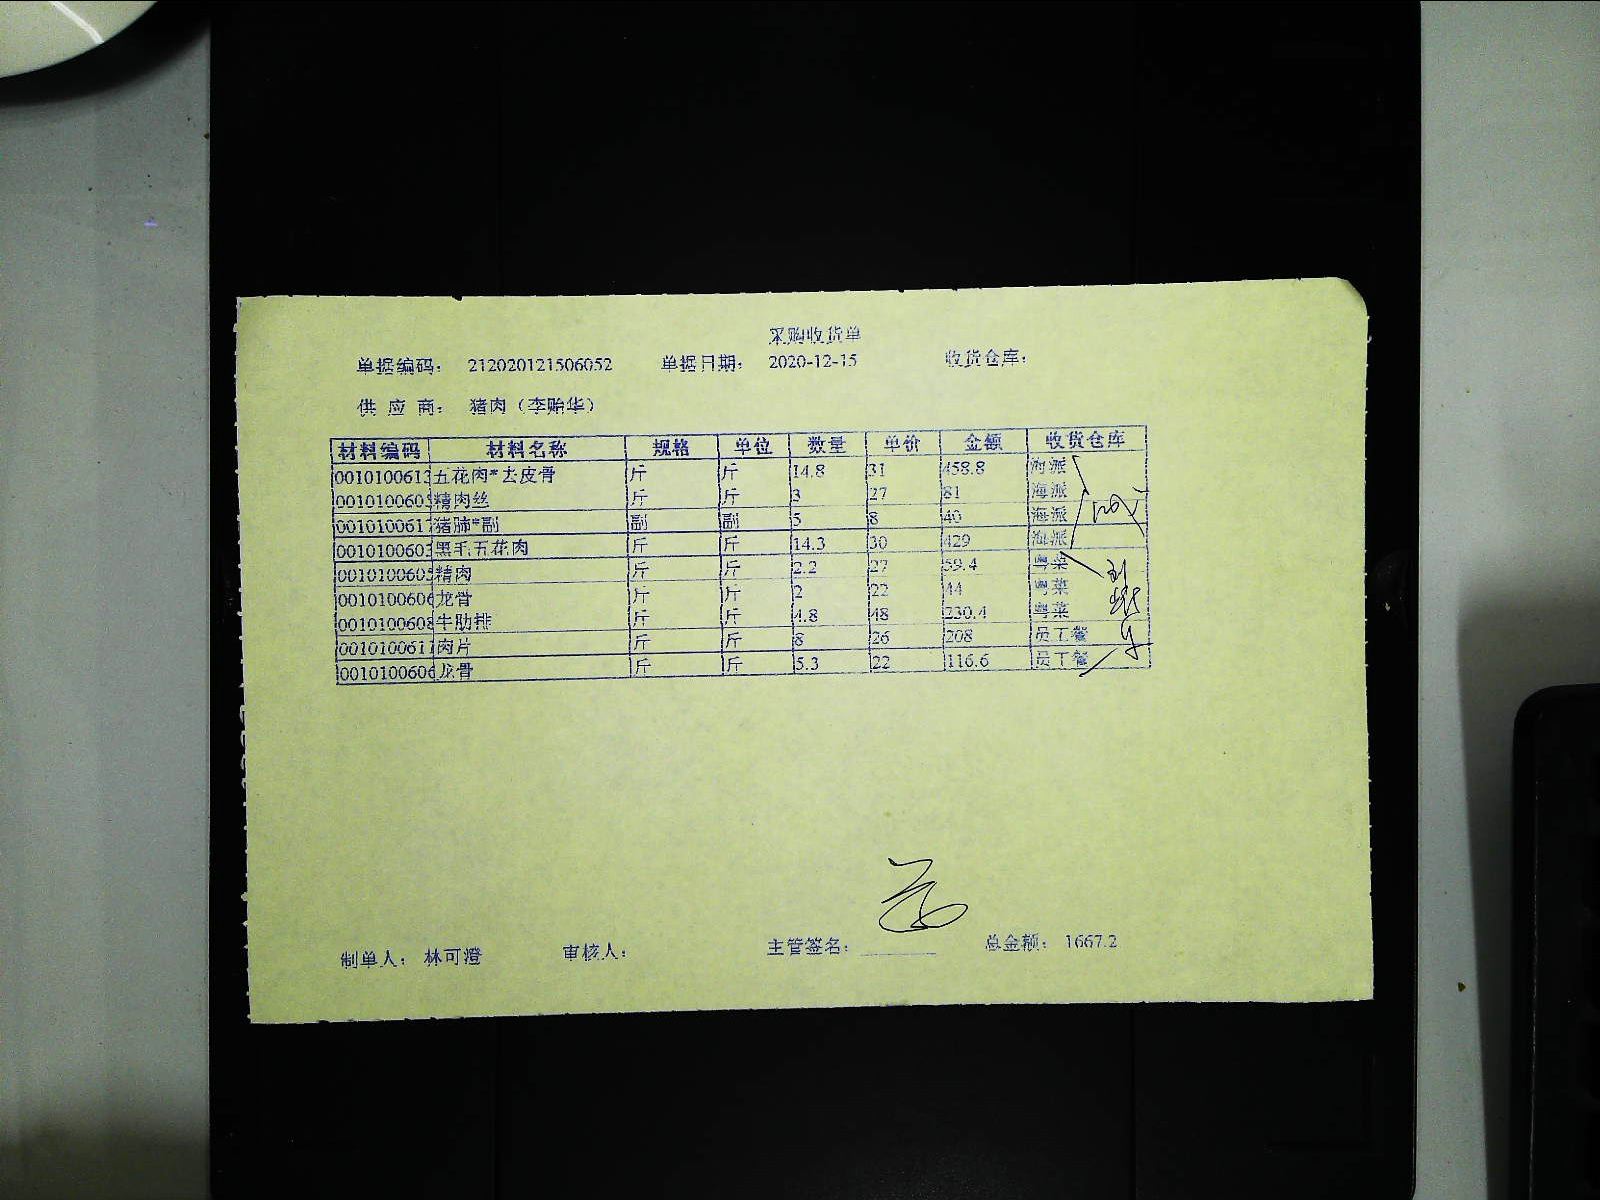 采购收货单
单据编码： 212020121506052 单据日期： 2020-12-15 收货仓库：
供 应 商： 猪肉（李贻华）
材料编码 材料名称 规格 单位 数量 单价 金额 收货仓库
001010061 五花肉*去皮骨 斤 斤 14.8 31 458.8 海派
001010060 精肉丝 斤 斤 3 27 81 海派
001010061 猪肺*副 副 副 5 8 40 海派
001010060 黑毛五花肉 斤 斤 14.3 30 429 海派
001010060 精肉 斤 斤 2.2 27 59.4 粤菜
001010060 龙骨 斤 斤 2 22 44 粤菜
001010060 牛肋排 斤 斤 4.8 48 230.4 粤菜
001010061 肉片 斤 斤 8 26 208 员工餐
001010060 龙骨 斤 斤 5.3 22 116.6 员工餐
制单人： 林可澄 审核人： 主管签名： 总金额： 1667.2